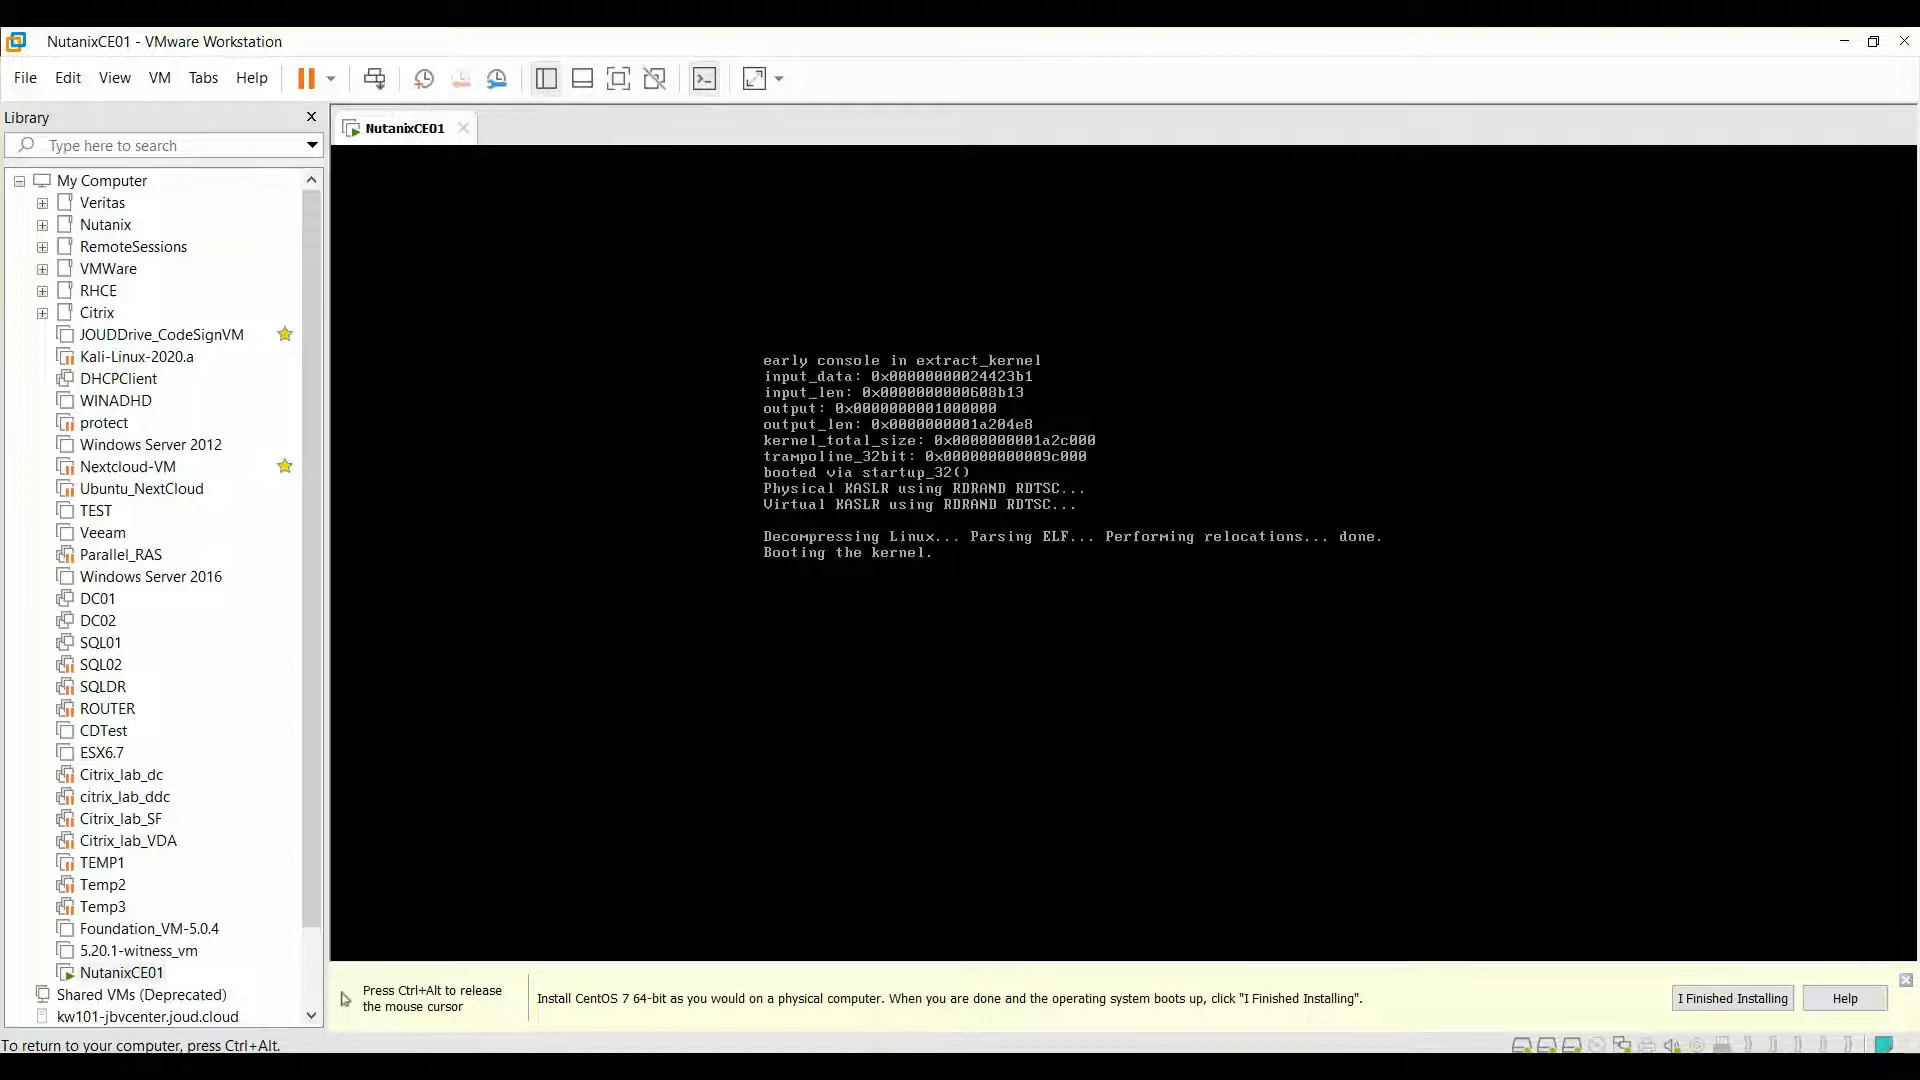 NutanixCE01 - VMware Workstation
File Edit View VM Tabs Help
Library
Type here to search
NutanixCE01
My Computer
Veritas
Nutanix
RemoteSessions
VMWare
RHCE
Citrix
JOUDDrive_CodeSignVM
Kali-Linux-2020.a
DHCPClient
WINADHD
protect
Windows Server 2012
Nextcloud-VM
Ubuntu_NextCloud
TEST
Veeam
Parallel_RAS
Windows Server 2016
DC01
DC02
SQL01
SQL02
SQLDR
ROUTER
CDTest
ESX6.7
Citrix_lab_dc
citrix_lab_ddc
Citrix_lab_SF
Citrix_lab_VDA
TEMP1
Temp2
Temp3
Foundation_VM-5.0.4
5.20.1-witness_vm
NutanixCE01
Shared VMs (Deprecated)
kw101-jbvcenter.joud.cloud
early console in extract_kernel
input_data: 0x00000000024423b1
input_len: 0x0000000000608b13
output: 0x0000000001000000
output_len: 0x0000000001a204e8
kernel_total_size: 0x0000000001a2c000
trampoline_32bit: 0x000000000009c000
booted via startup_32()
Physical KASLR using RDRAND RDTSC...
Virtual KASLR using RDRAND RDTSC...
Decompressing Linux... Parsing ELF... Performing relocations... done.
Booting the kernel.
Press Ctrl+Alt to release
the mouse cursor
Install CentOS 7 64-bit as you would on a physical computer. When you are done and the operating system boots up, click "I Finished Installing".
I Finished Installing
Help
To return to your computer, press Ctrl+Alt.